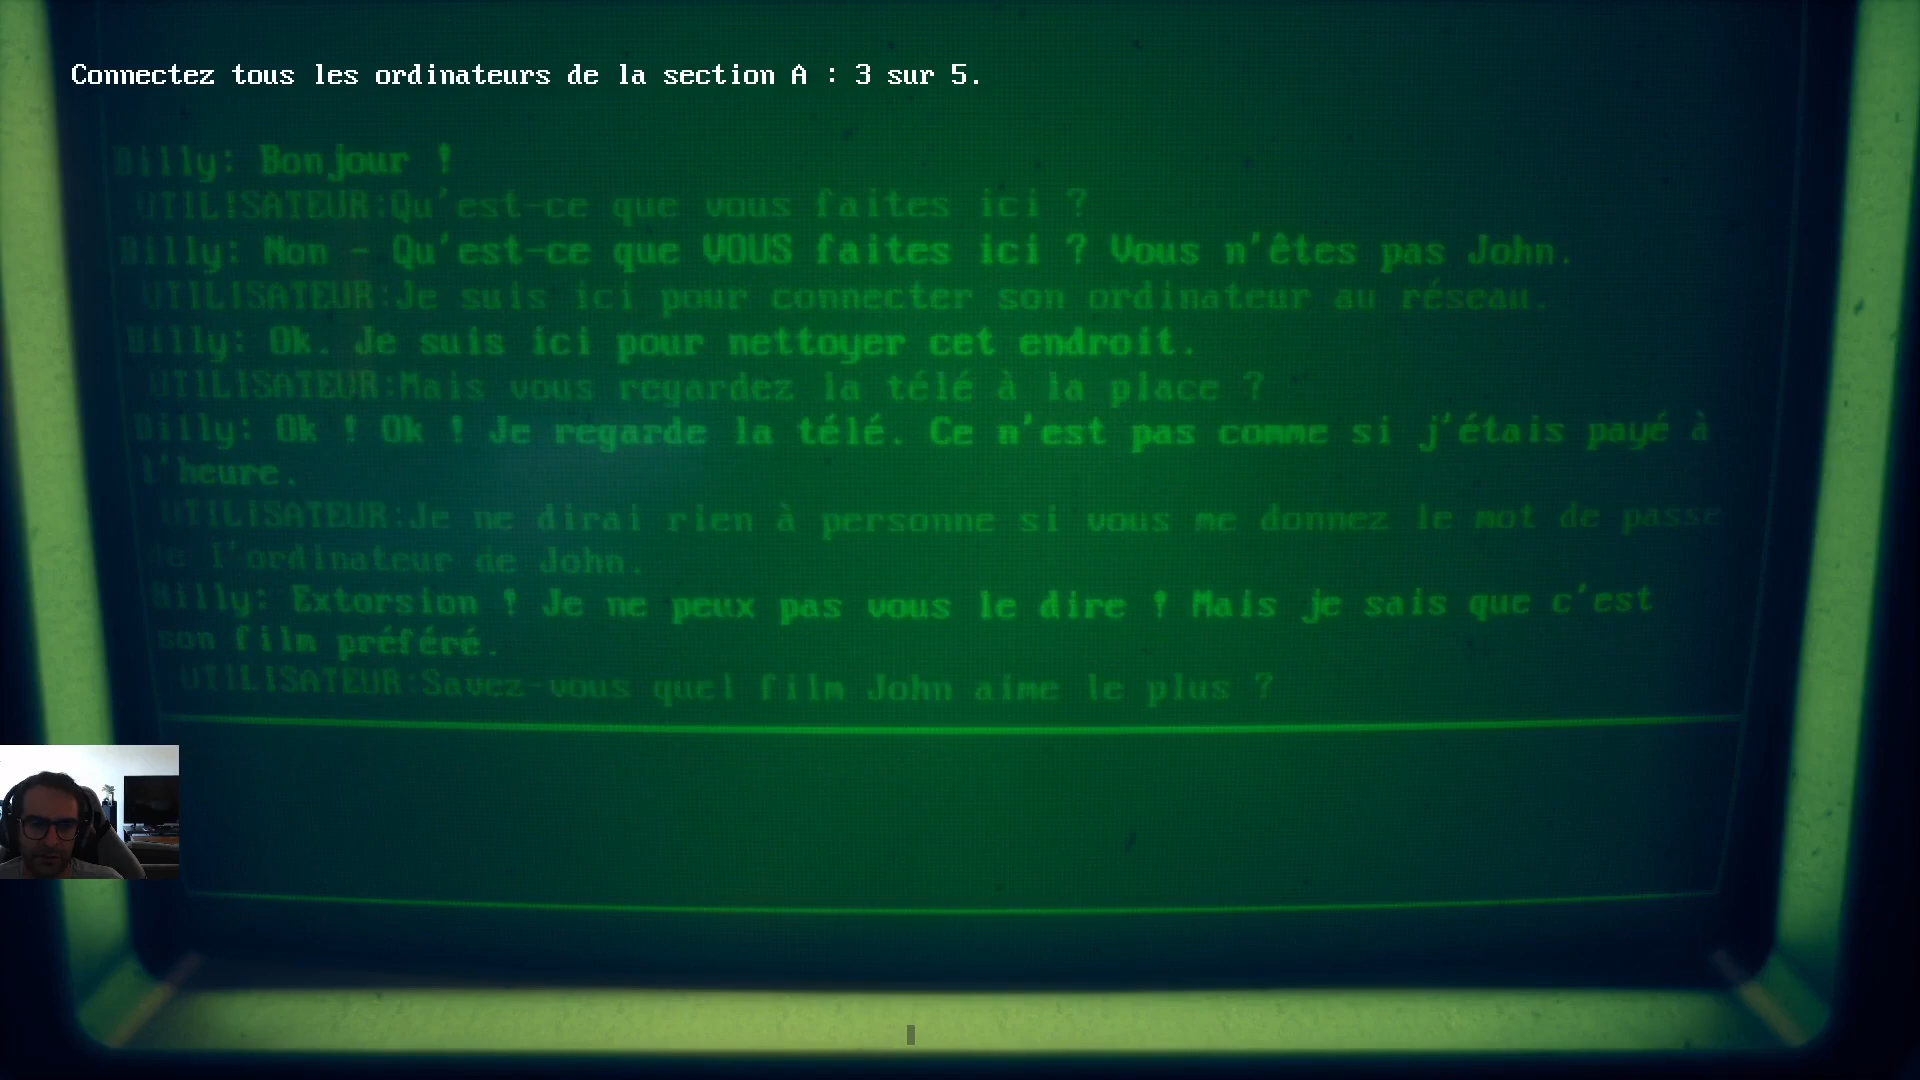 Connectez tous les ordinateurs de la section A : 3 sur 5.
Billy: Bonjour !
UTILISATEUR:Qu'est-ce que vous faites ici ?
Billy: Non - Qu'est-ce que VOUS faites ici ? Vous n'êtes pas John.
UTILISATEUR:Je suis ici pour connecter son ordinateur au réseau.
Billy: Ok. Je suis ici pour nettoyer cet endroit.
UTILISATEUR:Mais vous regardez la télé à la place ?
Billy: Ok ! Ok ! Je regarde la télé. Ce n'est pas comme si j'étais payé à
l'heure.
UTILISATEUR:Je ne dirai rien à personne si vous me donnez le mot de passe
de l'ordinateur de John.
Billy: Extorsion ! Je ne peux pas vous le dire ! Mais je sais que c'est
son film préféré.
UTILISATEUR:Savez-vous quel film John aime le plus ?